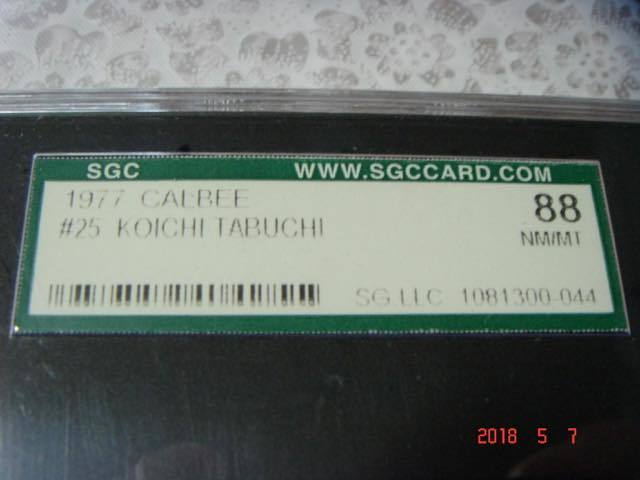 SGC WWW.SGCCARD.COM
1977 CALBEE 88
#25 KOICHI TABUCHI NM/MT
SG.LLC 1081300-044
2018 5 7